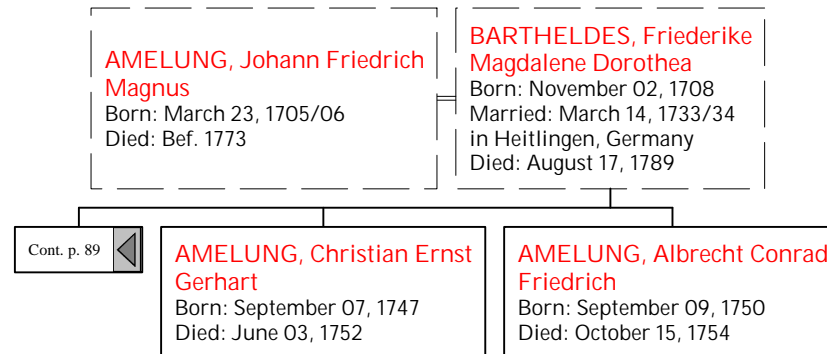 AMELUNG, Johann Friedrich
Magnus
Born: March 23, 1705/06
Died: Bef. 1773
BARTHELDES, Friederike
Magdalene Dorothea
Born: November 02, 1708
Married: March 14, 1733/34
in Heitlingen, Germany
Died: August 17, 1789
Cont. p. 89
AMELUNG, Christian Ernst
Gerhart
Born: September 07, 1747
Died: June 03, 1752
AMELUNG, Albrecht Conrad
Friedrich
Born: September 09, 1750
Died: October 15, 1754